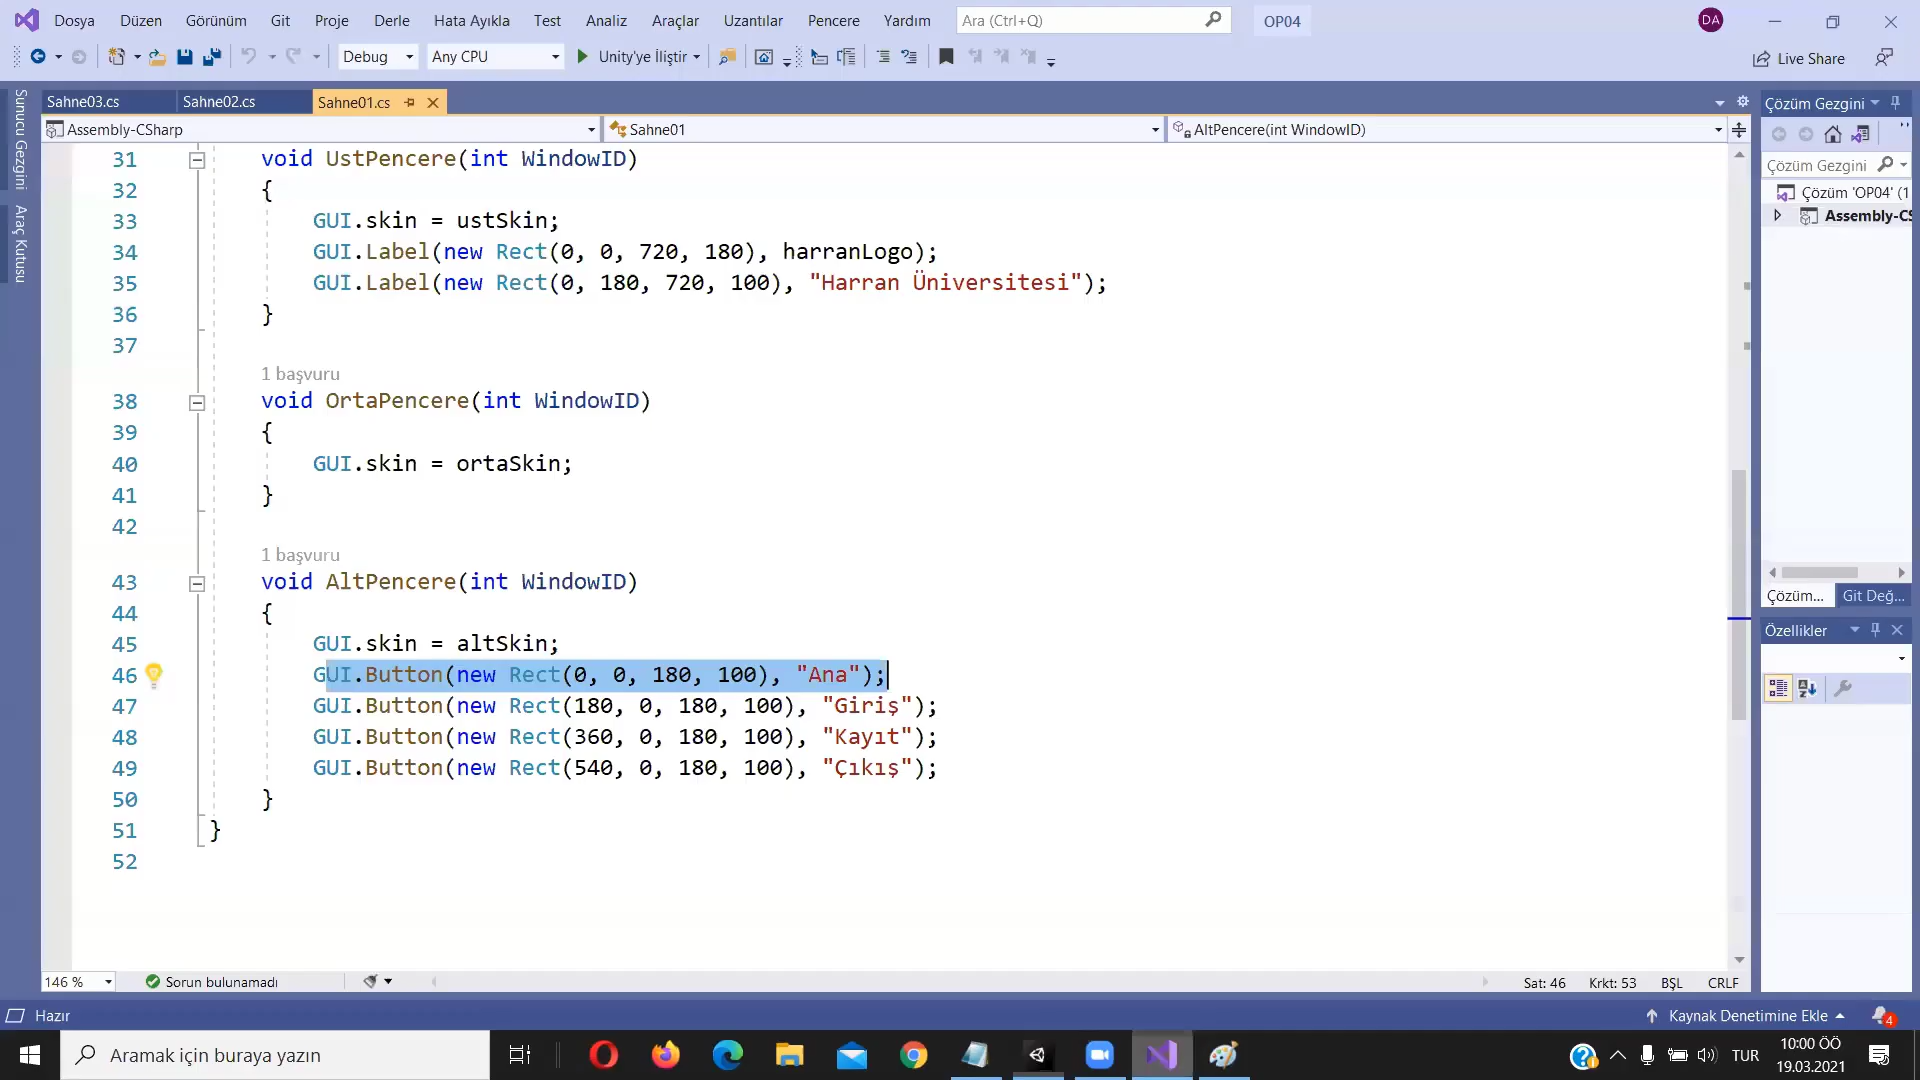 Dosya Düzen Görünüm Git Proje Derle Hata Ayıkla Test Analiz Araçlar Uzantılar Pencere Yardım Ara (Ctrl+Q) OP04 DA
Debug Any CPU Unity'ye İliştir Live Share
Sahne03.cs Sahne02.cs Sahne01.cs
Assembly-CSharp Sahne01 AltPencere(int WindowID)
Sunucu Gezgini
Araç Kutusu
31 void UstPencere(int WindowID)
32 {
33 GUI.skin = ustSkin;
34 GUI.Label(new Rect(0, 0, 720, 180), harranLogo);
35 GUI.Label(new Rect(0, 180, 720, 100), "Harran Üniversitesi");
36 }
37
1 başvuru
38 void OrtaPencere(int WindowID)
39 {
40 GUI.skin = ortaSkin;
41 }
42
1 başvuru
43 void AltPencere(int WindowID)
44 {
45 GUI.skin = altSkin;
46 GUI.Button(new Rect(0, 0, 180, 100), "Ana");
47 GUI.Button(new Rect(180, 0, 180, 100), "Giriş");
48 GUI.Button(new Rect(360, 0, 180, 100), "Kayıt");
49 GUI.Button(new Rect(540, 0, 180, 100), "Çıkış");
50 }
51 }
52
Çözüm Gezgini
Çözüm Gezgini
Çözüm 'OP04' (1
Assembly-CS
Çözüm... Git Değ...
Özellikler
146 % Sorun bulunamadı Sat: 46 Krkt: 53 BŞL CRLF
Hazır Kaynak Denetimine Ekle 4
Aramak için buraya yazın TUR 10:00 ÖÖ
19.03.2021